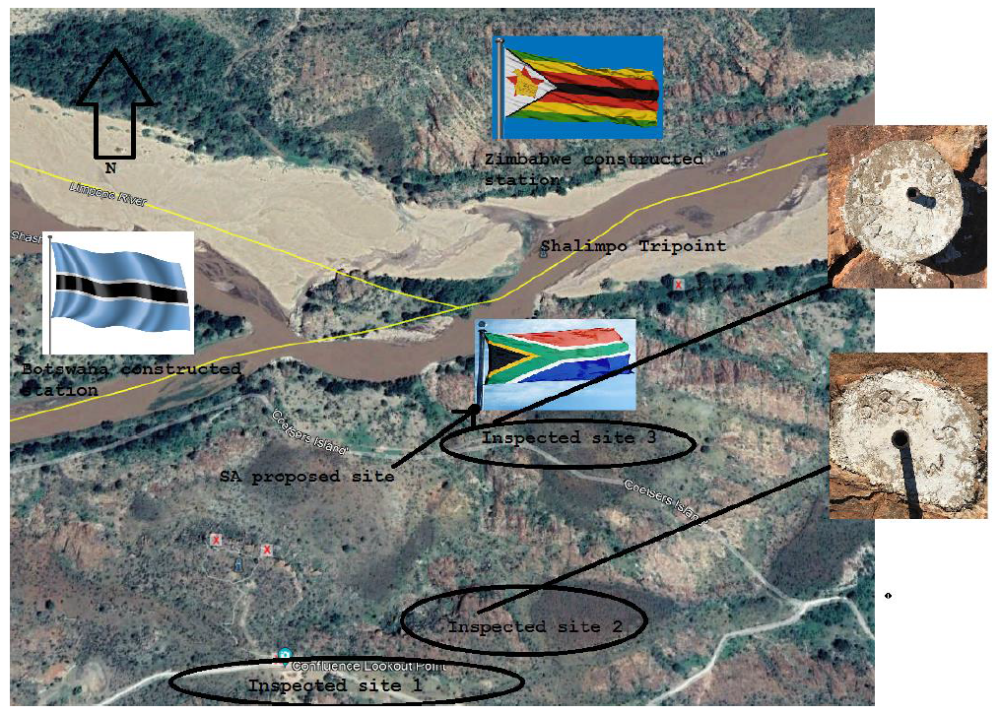 Zimbabwe constructed
station
N
Limpopo River
Shas
Shalimpo Tripoint
X
Botswana constructed
station
Coetsers Island
Inspected site 3
SA proposed site
Coetsers Islan
X
X
Inspected site 2
Confluence Lookout Point
Inspected site 1